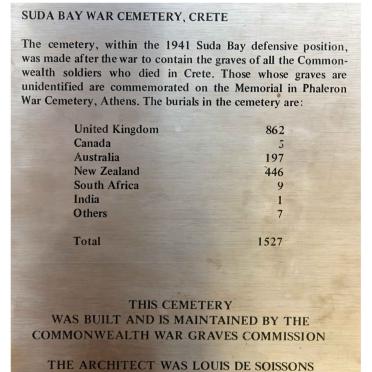 SUDA BAY WAR CEMETERY, CRETE
The cemetery, within the 1941 Suda Bay defensive position,
was made after the war to contain the graves of all the Common-
wealth soldiers who died in Crete. Those whose graves are
unidentified are commemorated on the Memorial in Phaleron
War Cemetery, Athens. The burials in the cemetery are:
United Kingdom 862
Canada 5
Australia 197
New Zealand 446
South Africa 9
India 1
Others 7
Total 1527
THIS CEMETERY
WAS BUILT AND IS MAINTAINED BY THE
COMMONWEALTH WAR GRAVES COMMISSION
THE ARCHITECT WAS LOUIS DE SOISSONS